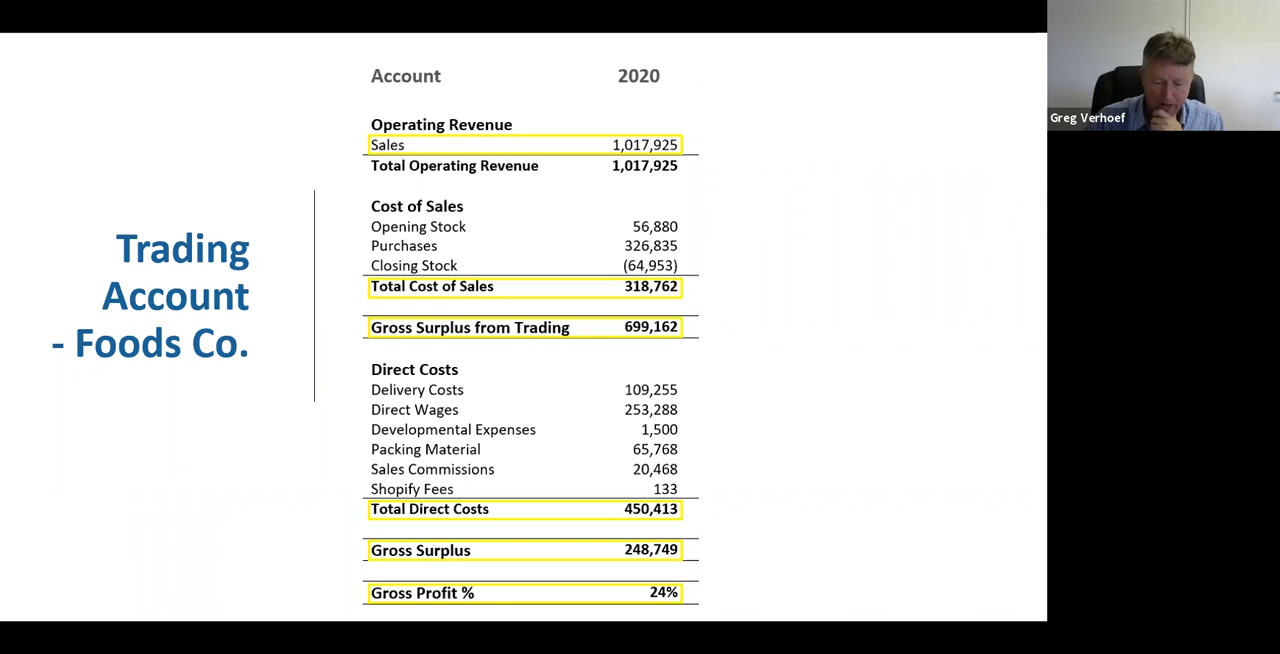 Account 2020
Operating Revenue
Sales 1,017,925
Total Operating Revenue 1,017,925
Cost of Sales
Opening Stock 56,880
Purchases 326,835
Closing Stock (64,953)
Total Cost of Sales 318,762
Gross Surplus from Trading 699,162
Direct Costs
Delivery Costs 109,255
Direct Wages 253,288
Developmental Expenses 1,500
Packing Material 65,768
Sales Commissions 20,468
Shopify Fees 133
Total Direct Costs 450,413
Gross Surplus 248,749
Gross Profit % 24%
Trading
Account
- Foods Co.
Greg Verhoef